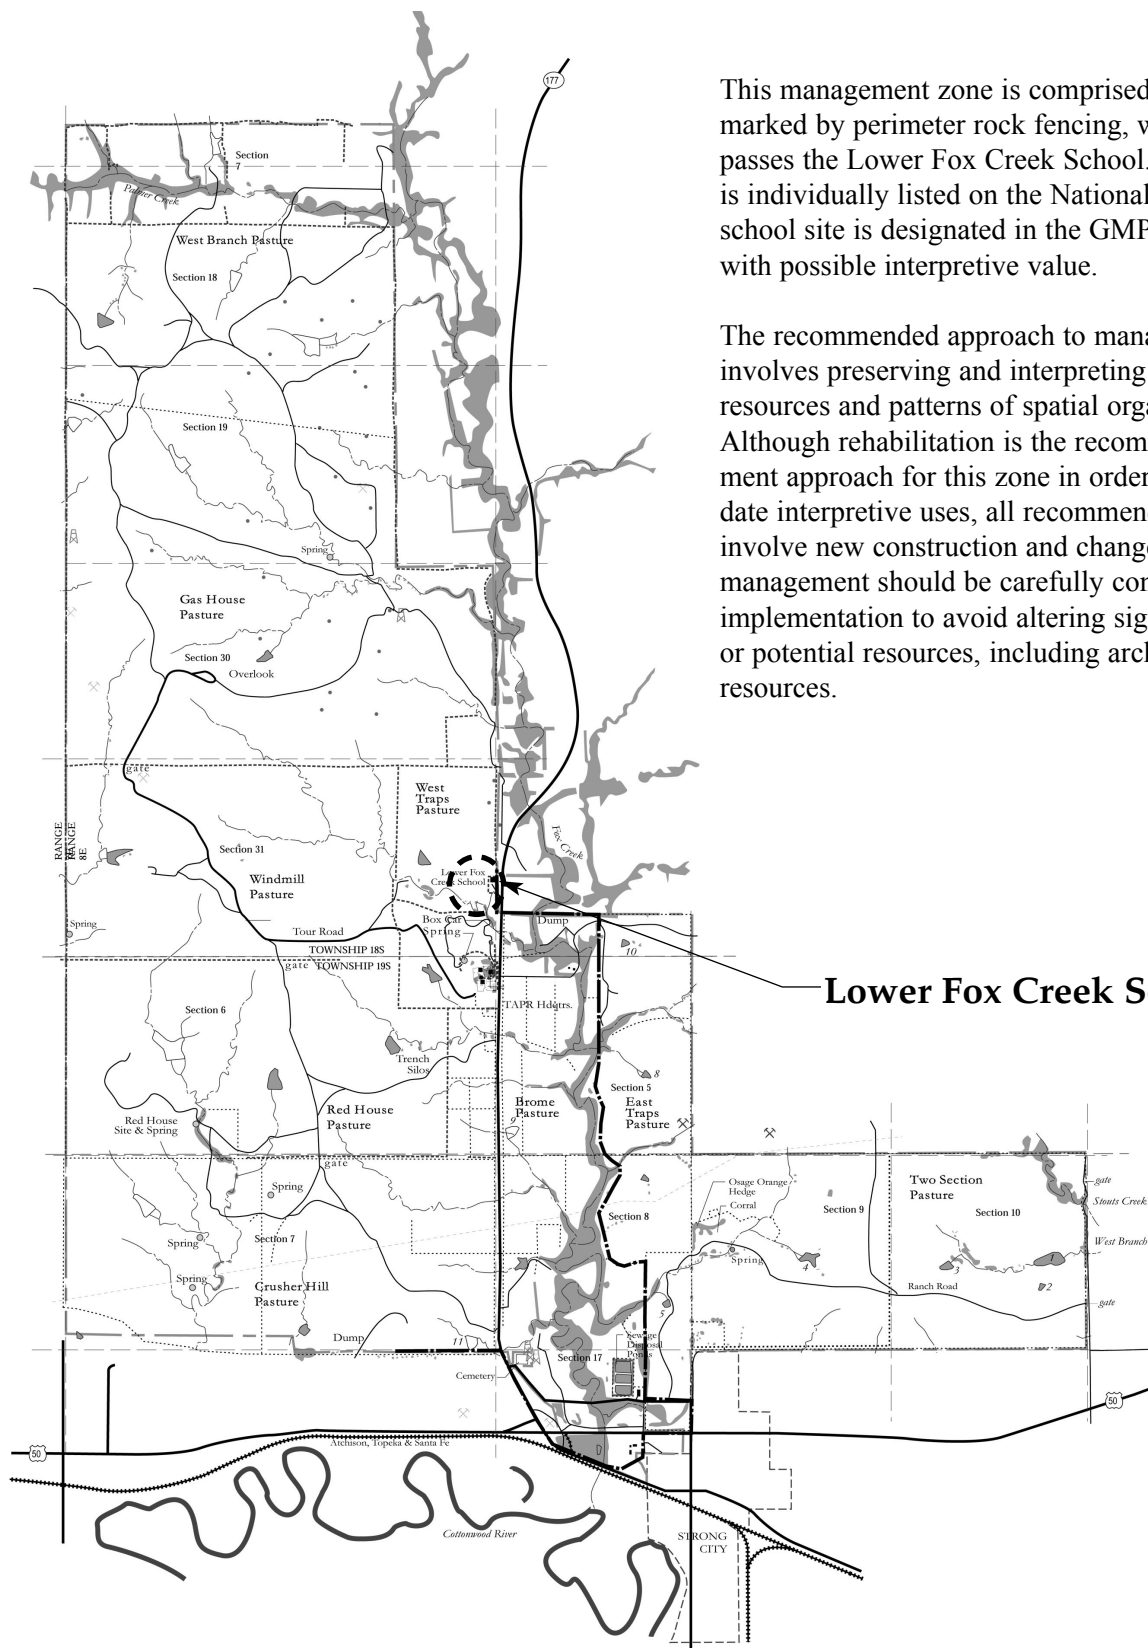 177
This management zone is comprised
marked by perimeter rock fencing, w
passes the Lower Fox Creek School.
is individually listed on the National
school site is designated in the GMP
with possible interpretive value.
The recommended approach to mana
involves preserving and interpreting
resources and patterns of spatial orga
Although rehabilitation is the recom
ment approach for this zone in order
date interpretive uses, all recommen
involve new construction and change
management should be carefully con
implementation to avoid altering sig
or potential resources, including arc
resources.
Section
7
Palmer Creek
West Branch Pasture
Section 18
Section 19
Spring
Gas House
Pasture
Section 30
Overlook
gate
West
Traps
Pasture
RANGE
RANGE
8E
Section 31
Windmill
Pasture
Fox Creek
Lower Fox
Creek School
Box Car
Spring
Dump
Spring
Tour Road
TOWNSHIP 18S
gate TOWNSHIP 19S
10
TAPR Hdqtrs.
Lower Fox Creek S
Section 6
Trench
Silos
8
Section 5
East
Traps
Pasture
Brome
Pasture
9
Red House
Pasture
Red House
Site & Spring
gate
Spring
Osage Orange
Hedge
Corral
Two Section
Pasture
gate
Stouts Creek
Section 9
Section 10
Section 8
Spring
Section 7
West Branch
Spring
4
3
1
2
Spring
Ranch Road
gate
Crusher Hill
Pasture
5
Dump
11
Sewage
Disposal
Ponds
Section 17
Cemetery
50
50
Atchison, Topeka & Santa Fe
Cottonwood River
STRONG
CITY